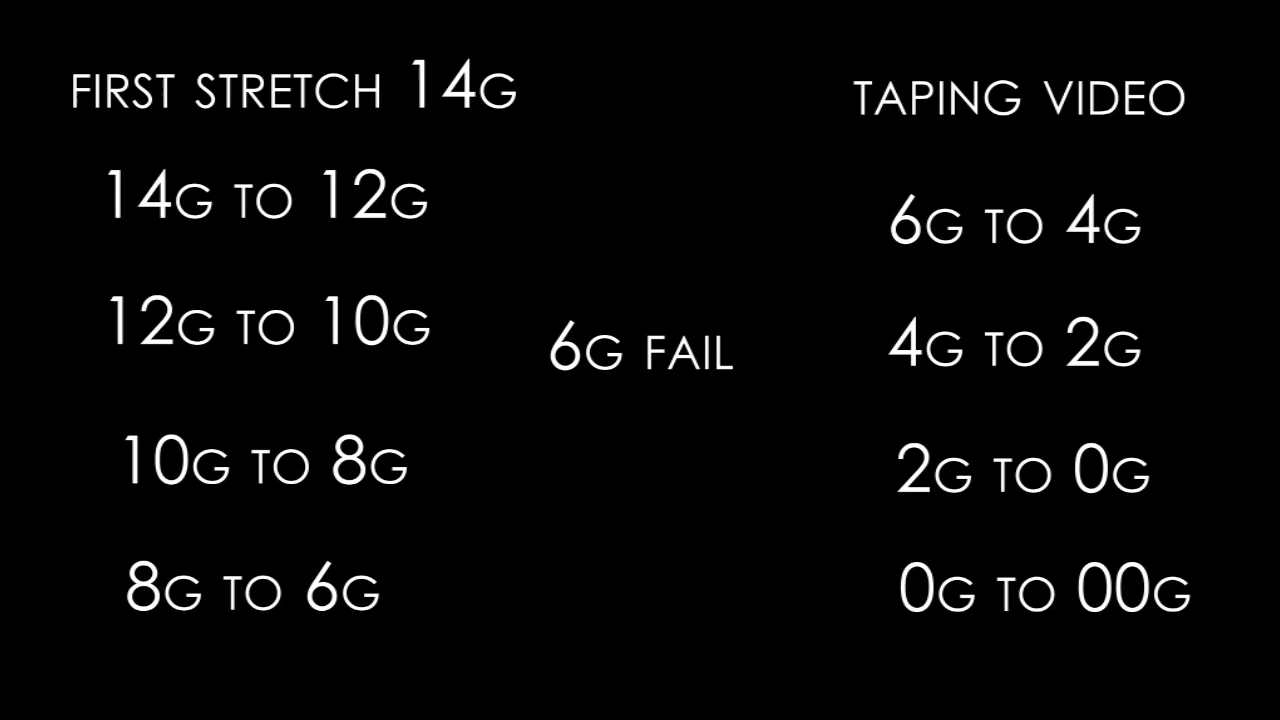 FIRST STRETCH 14G
14G TO 12G
12G TO 10G
10G TO 8G
8G TO 6G
6G FAIL
TAPING VIDEO
6G TO 4G
4G TO 2G
2G TO 0G
0G TO 00G